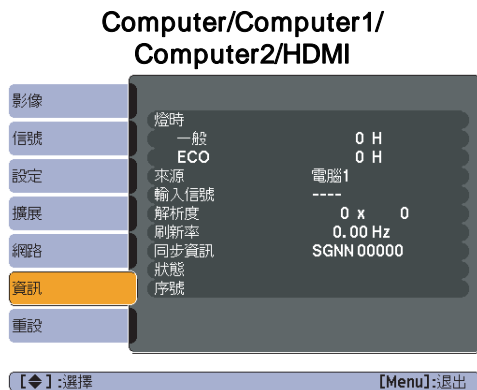 Computer/Computer1/
Computer2/HDMI
影像
信號
設定
擴展
網路
資訊
重設
燈時
一般 0 H
ECO 0 H
來源 電腦1
輸入信號 ----
解析度 0 x 0
刷新率 0.00 Hz
同步資訊 SGNN 00000
狀態
序號
[◆]:選擇 [Menu]:退出